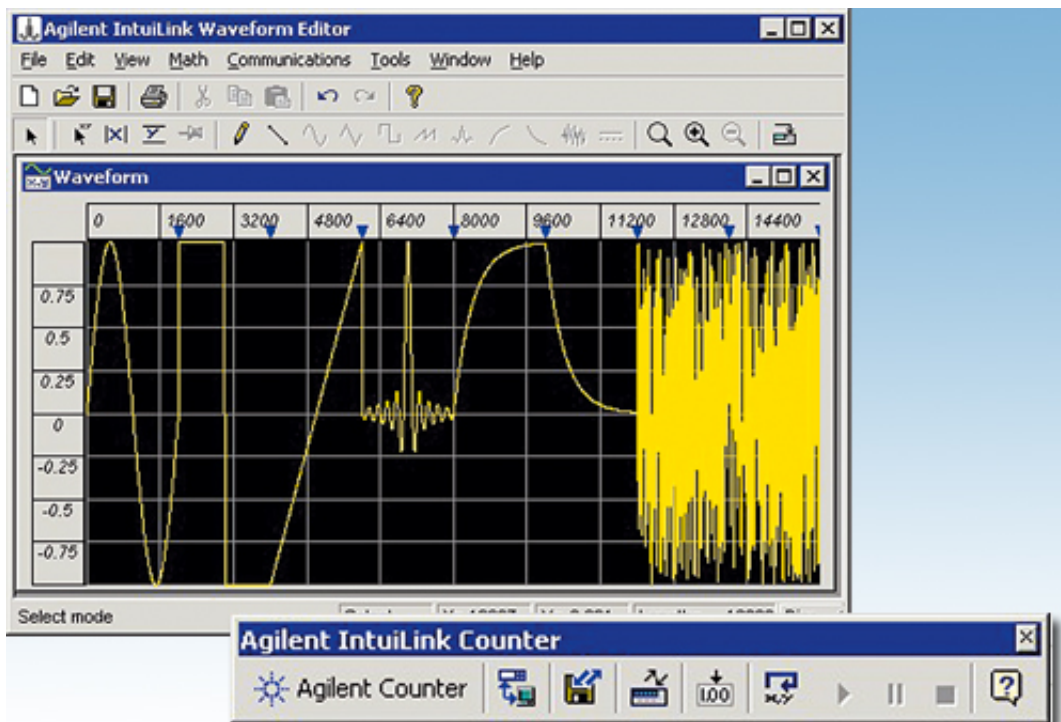 Agilent IntuiLink Waveform Editor
File Edit View Math Communications Tools Window Help
Waveform
0 1600 3200 4800 6400 8000 9600 11200 12800 14400
0.75
0.5
0.25
0
-0.25
-0.5
-0.75
Select mode
Agilent IntuiLink Counter
Agilent Counter
1.00
x,y